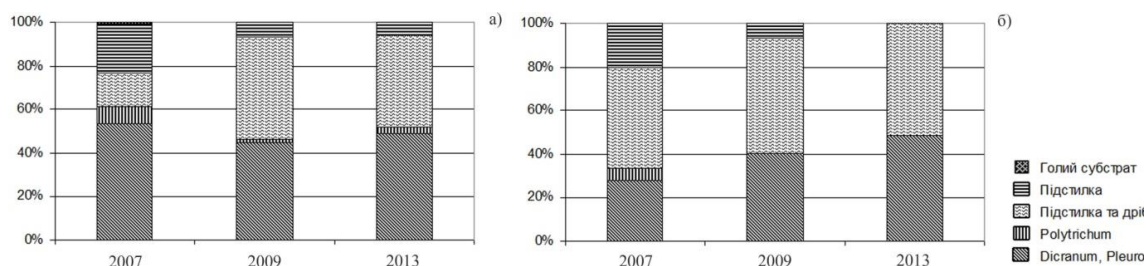 100%
80%
60%
40%
20%
0%
2007
2009
2013
а)
100%
80%
60%
40%
20%
0%
2007
2009
2013
б)
Голий субстрат
Підстилка
Підстилка та дріб
Polytrichum
Dicranum, Pleuro